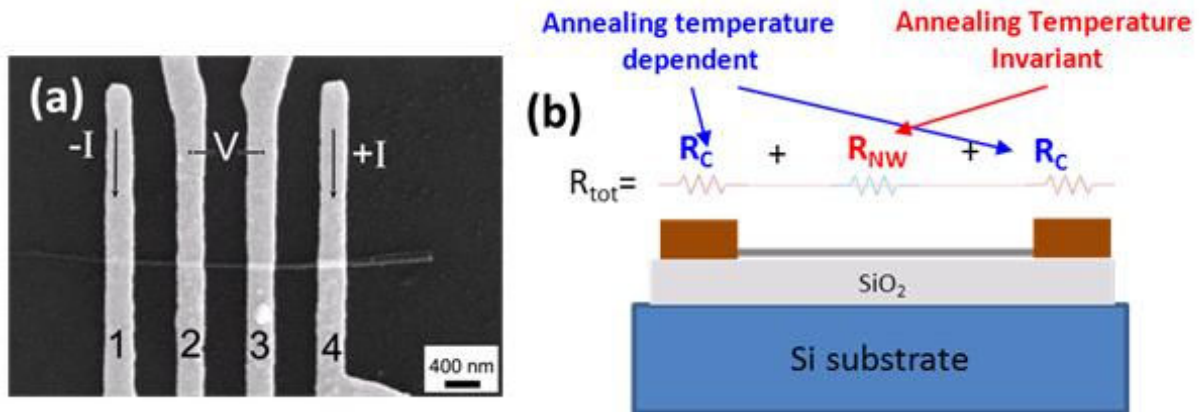 (a)
-I
V
+I
1 2 3 4
400 nm
Annealing temperature
dependent
Annealing Temperature
Invariant
(b)
R_tot= R_C + R_NW + R_C
SiO₂
Si substrate